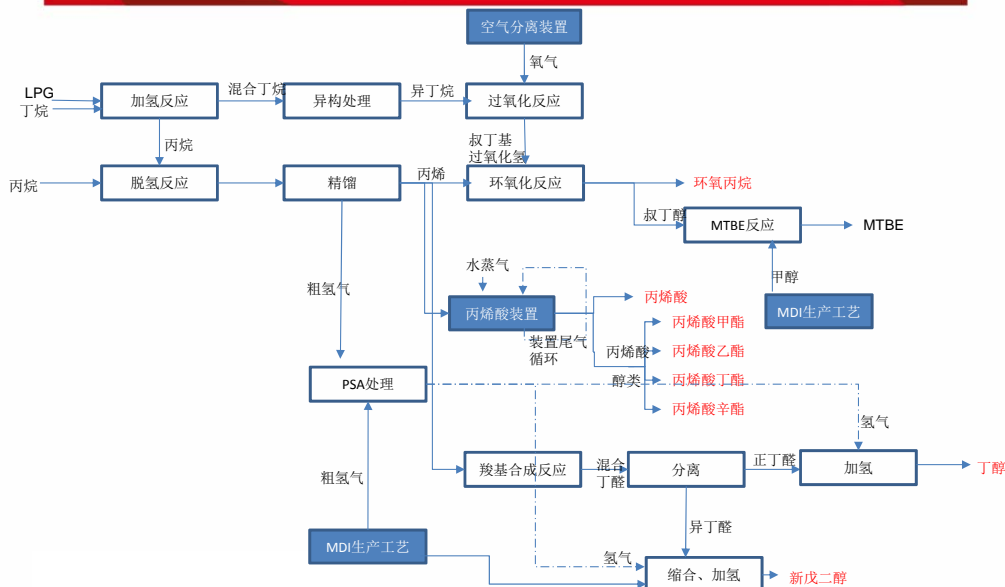 空气分离装置
氧气
LPG
丁烷
加氢反应
混合丁烷
异构处理
异丁烷
过氧化反应
丙烷
叔丁基
过氧化氢
丙烷
脱氢反应
精馏
丙烯
环氧化反应
环氧丙烷
叔丁醇
MTBE反应
MTBE
水蒸气
甲醇
粗氢气
丙烯酸装置
丙烯酸
MDI生产工艺
丙烯酸甲酯
装置尾气
循环
丙烯酸
醇类
丙烯酸乙酯
PSA处理
丙烯酸丁酯
丙烯酸辛酯
氢气
粗氢气
羧基合成反应
混合
丁醛
分离
正丁醛
加氢
丁醇
异丁醛
MDI生产工艺
氢气
缩合、加氢
新戊二醇